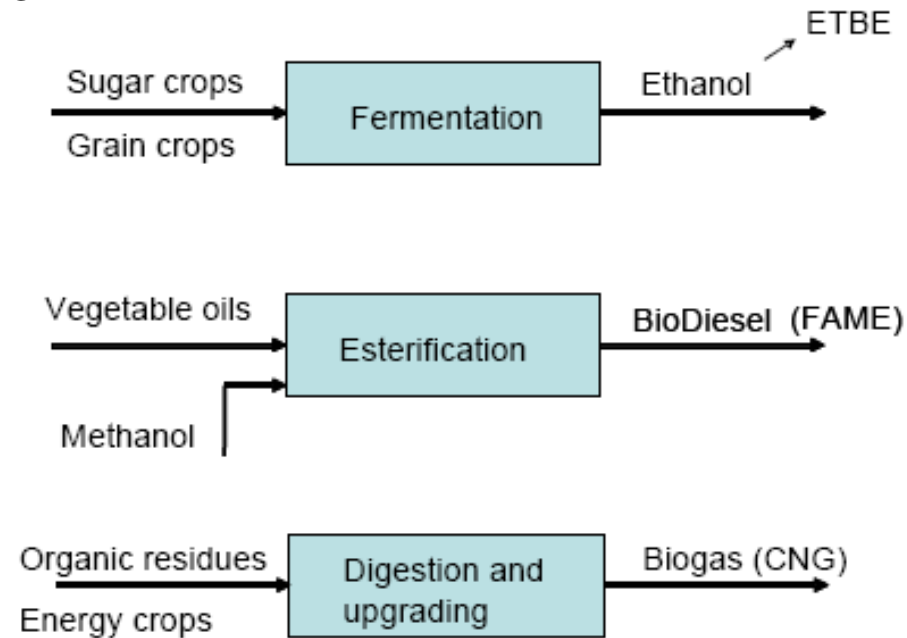 ETBE
Sugar crops
Ethanol
Fermentation
Grain crops
Vegetable oils
BioDiesel (FAME)
Esterification
Methanol
Organic residues
Biogas (CNG)
Digestion and
upgrading
Energy crops